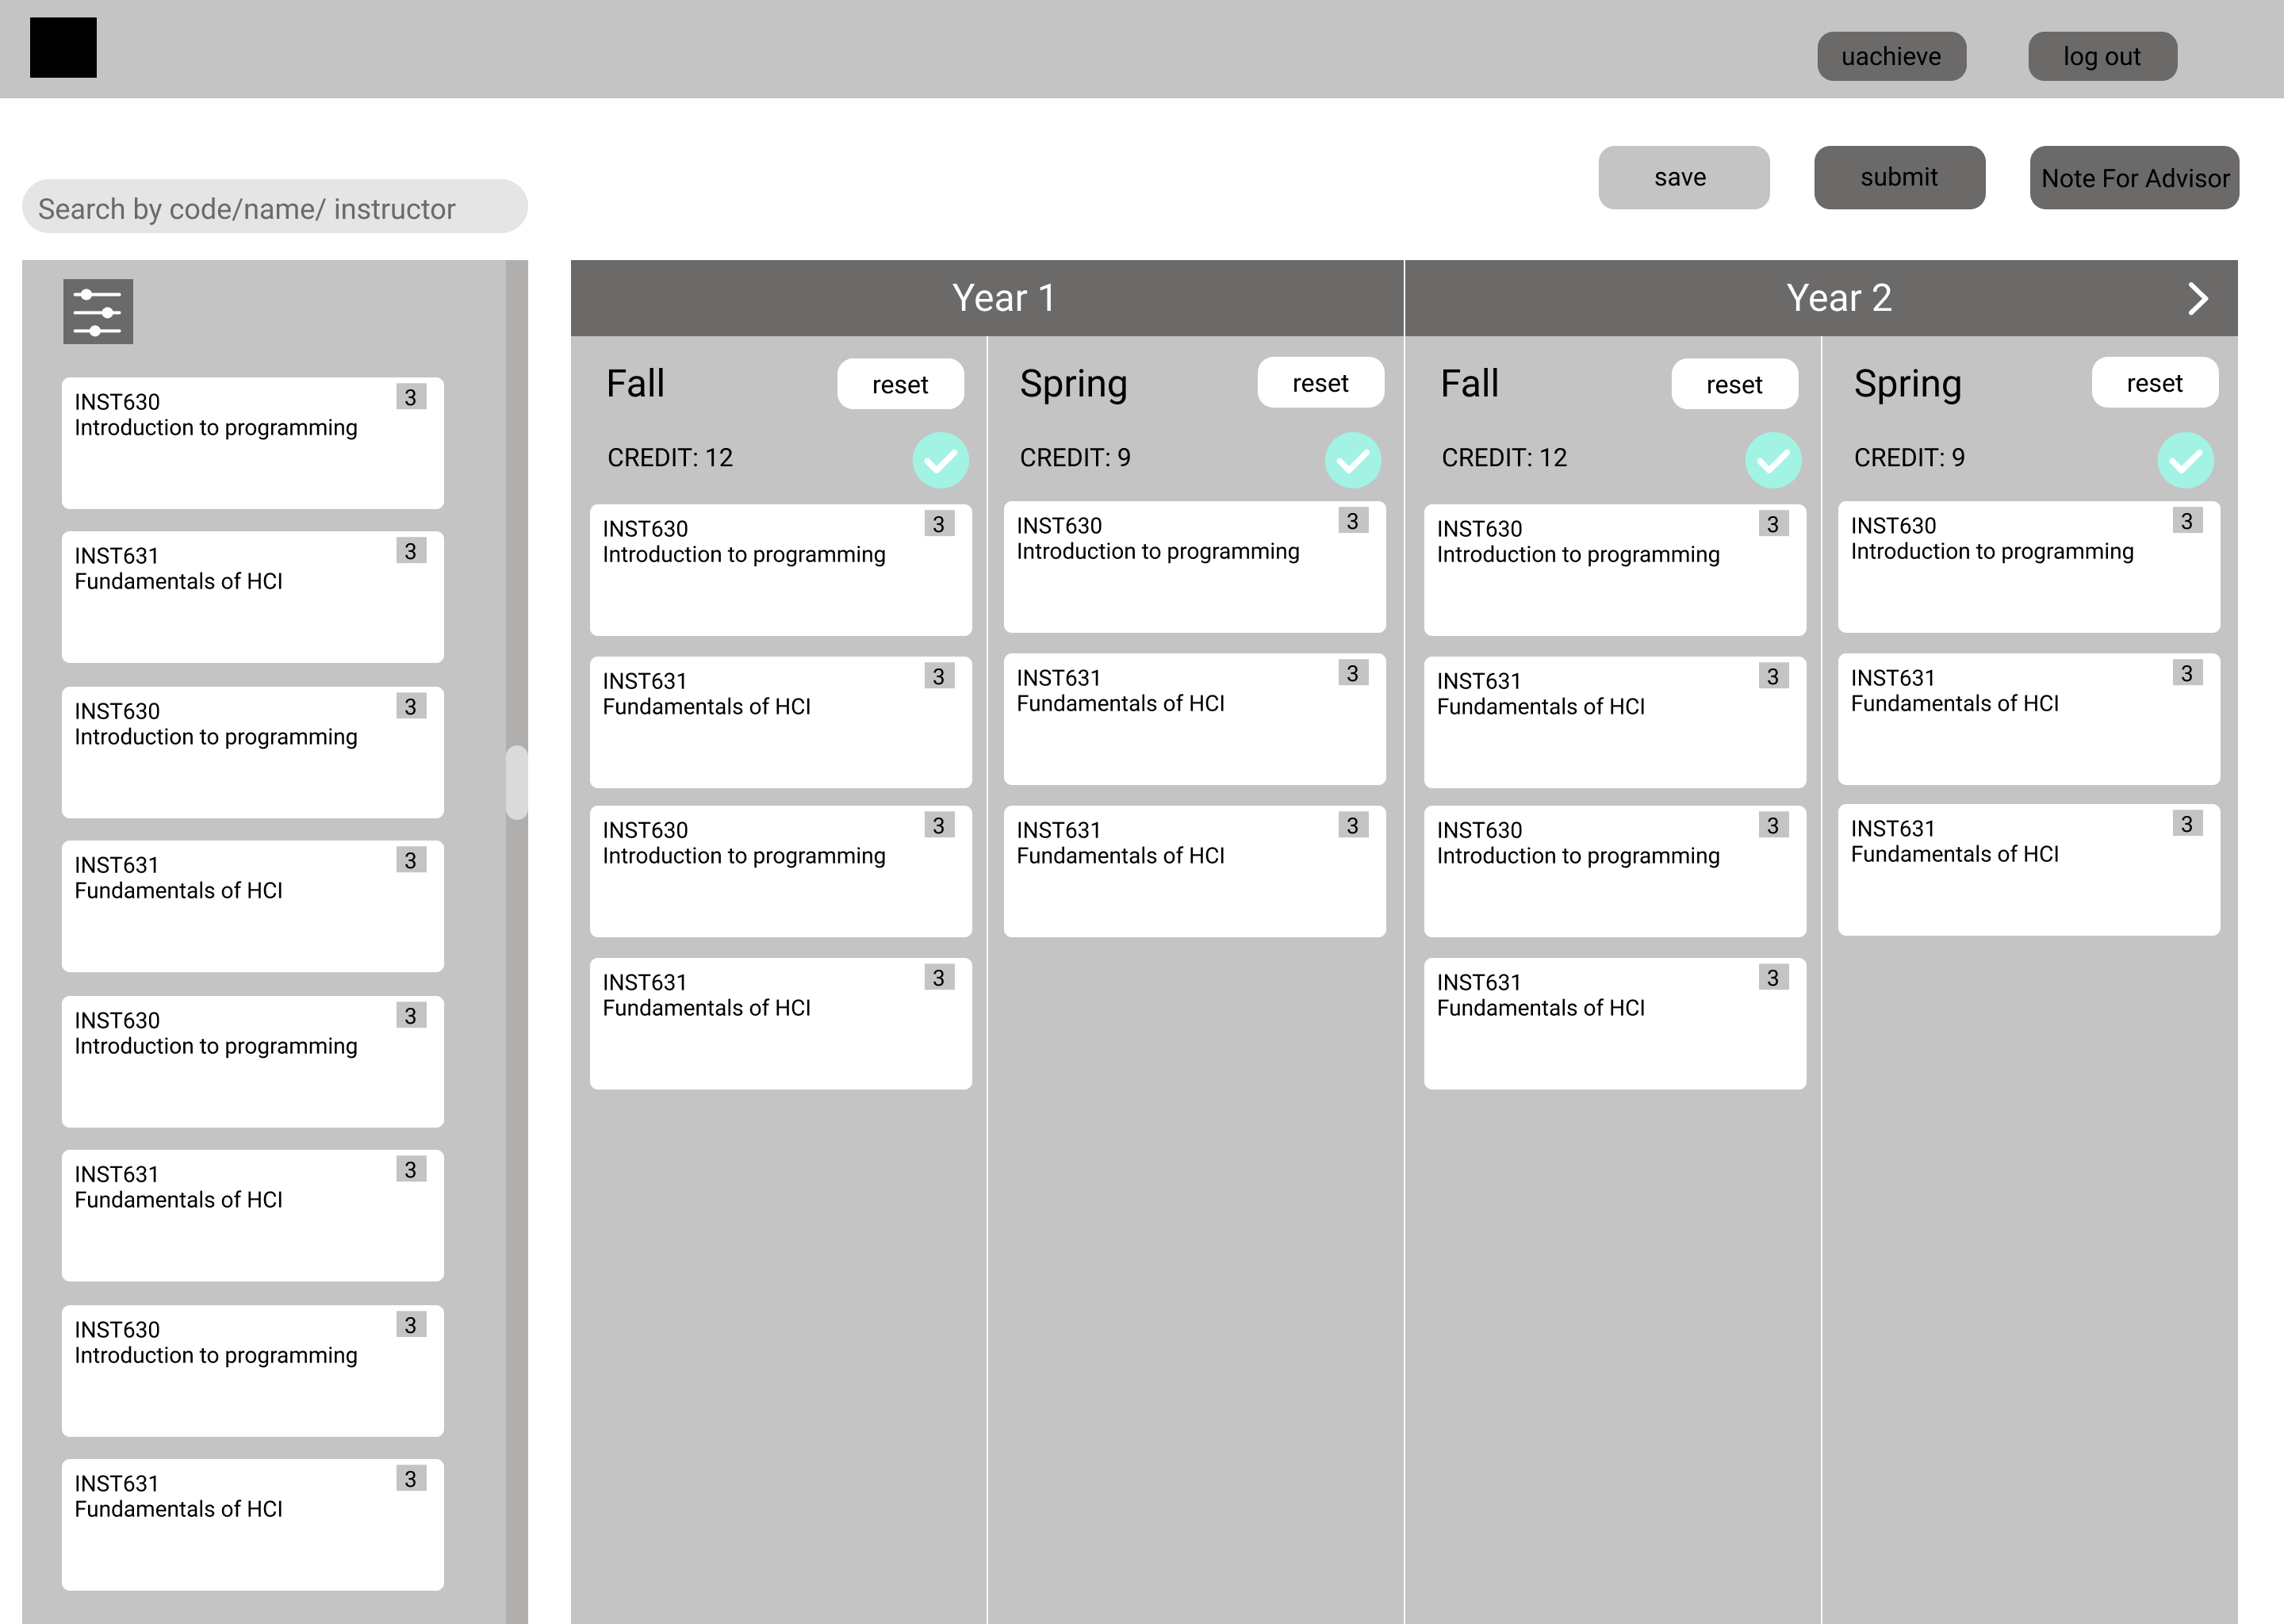 uachieve
log out
save
submit
Note For Advisor
Search by code/name/ instructor
INST630
3
Introduction to programming
INST631
3
Fundamentals of HCI
INST630
3
Introduction to programming
INST631
3
Fundamentals of HCI
INST630
3
Introduction to programming
INST631
3
Fundamentals of HCI
INST630
3
Introduction to programming
INST631
3
Fundamentals of HCI
Year 1
Fall
reset
CREDIT: 12
INST630
3
Introduction to programming
INST631
3
Fundamentals of HCI
INST630
3
Introduction to programming
INST631
3
Fundamentals of HCI
Spring
reset
CREDIT: 9
INST630
3
Introduction to programming
INST631
3
Fundamentals of HCI
INST631
3
Fundamentals of HCI
Year 2
Fall
reset
CREDIT: 12
INST630
3
Introduction to programming
INST631
3
Fundamentals of HCI
INST630
3
Introduction to programming
INST631
3
Fundamentals of HCI
Spring
reset
CREDIT: 9
INST630
3
Introduction to programming
INST631
3
Fundamentals of HCI
INST631
3
Fundamentals of HCI